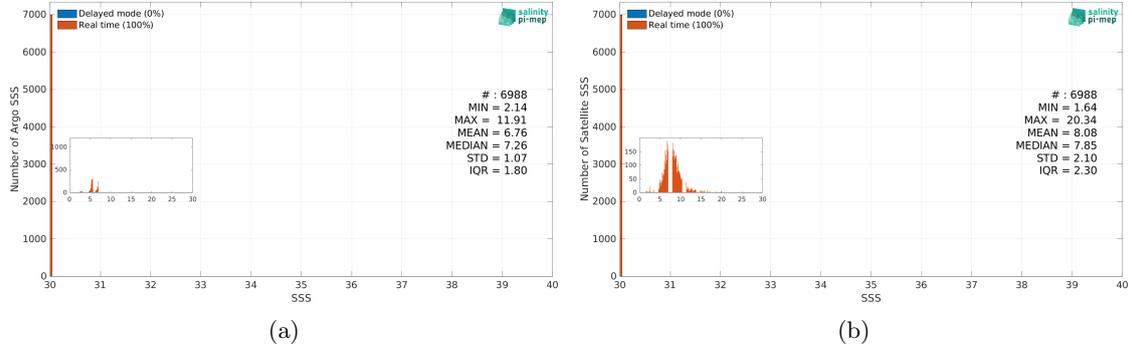 Delayed mode (0%)
Real time (100%)
salinity
pi-mep
7000
6000
5000
4000
3000
2000
1000
0
Number of Argo SSS
# : 6988
MIN = 2.14
MAX = 11.91
MEAN = 6.76
MEDIAN = 7.26
STD = 1.07
IQR = 1.80
1000
500
0
0 5 10 15 20 25 30
30 31 32 33 34 35 36 37 38 39 40
SSS
(a)
Delayed mode (0%)
Real time (100%)
salinity
pi-mep
7000
6000
5000
4000
3000
2000
1000
0
Number of Satellite SSS
# : 6988
MIN = 1.64
MAX = 20.34
MEAN = 8.08
MEDIAN = 7.85
STD = 2.10
IQR = 2.30
150
100
50
0
0 5 10 15 20 25 30
30 31 32 33 34 35 36 37 38 39 40
SSS
(b)